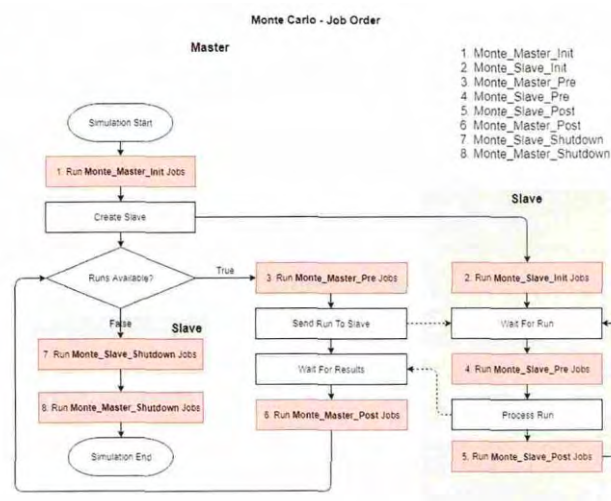 Monte Carlo - Job Order
Master
1. Monte_Master_Init
2. Monte_Slave_Init
3. Monte_Master_Pre
4. Monte_Slave_Pre
5. Monte_Slave_Post
6. Monte_Master_Post
7. Monte_Slave_Shutdown
8. Monte_Master_Shutdown
Simulation Start
1. Run Monte_Master_Init Jobs
Create Slave
Runs Available?
True
False
Slave
7. Run Monte_Slave_Shutdown Jobs
8. Run Monte_Master_Shutdown Jobs
Simulation End
3. Run Monte_Master_Pre Jobs
Send Run To Slave
Wait For Results
6. Run Monte_Master_Post Jobs
Slave
2. Run Monte_Slave_Init Jobs
Wait For Run
4. Run Monte_Slave_Pre Jobs
Process Run
5. Run Monte_Slave_Post Jobs